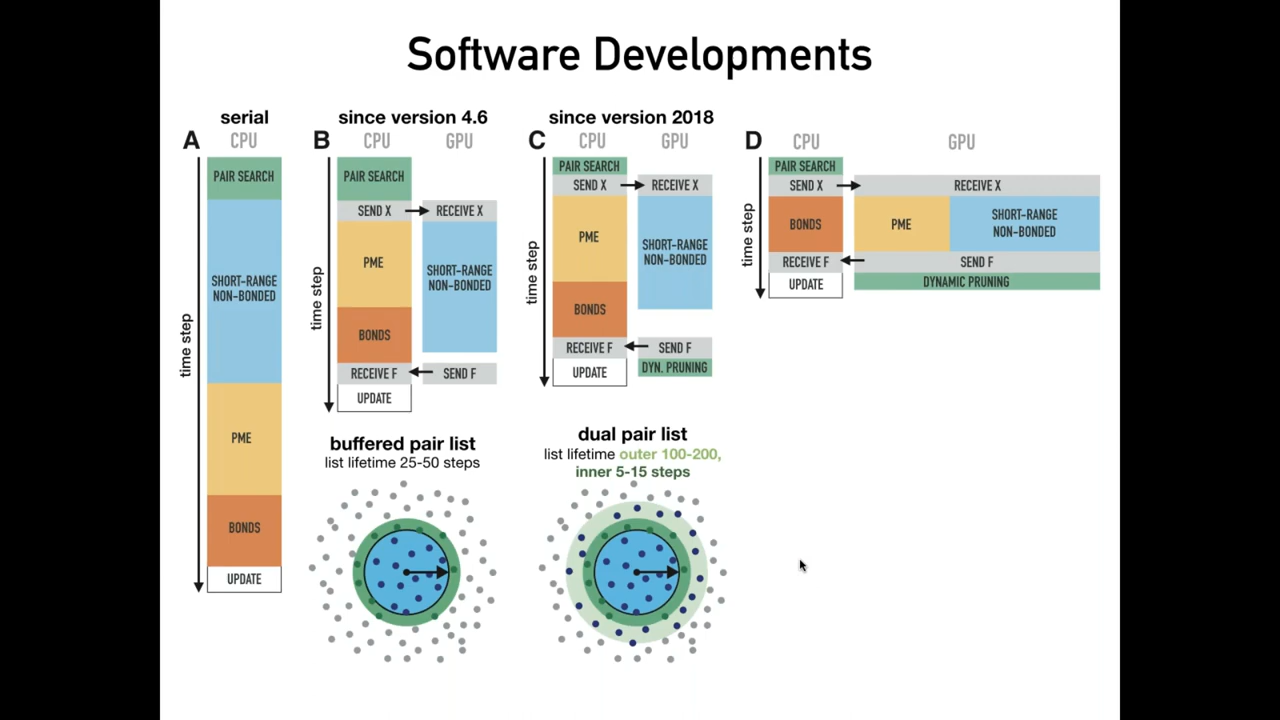 Software Developments
serial
A
CPU
time step
PAIR SEARCH
SHORT-RANGE
NON-BONDED
PME
BONDS
UPDATE
since version 4.6
B
CPU
GPU
time step
PAIR SEARCH
SEND X
RECEIVE X
PME
SHORT-RANGE
NON-BONDED
BONDS
RECEIVE F
SEND F
UPDATE
buffered pair list
list lifetime 25-50 steps
since version 2018
C
CPU
GPU
time step
PAIR SEARCH
SEND X
RECEIVE X
PME
SHORT-RANGE
NON-BONDED
BONDS
RECEIVE F
SEND F
UPDATE
DYN. PRUNING
dual pair list
list lifetime outer 100-200,
inner 5-15 steps
D
CPU
GPU
time step
PAIR SEARCH
SEND X
RECEIVE X
BONDS
PME
SHORT-RANGE
NON-BONDED
RECEIVE F
SEND F
UPDATE
DYNAMIC PRUNING